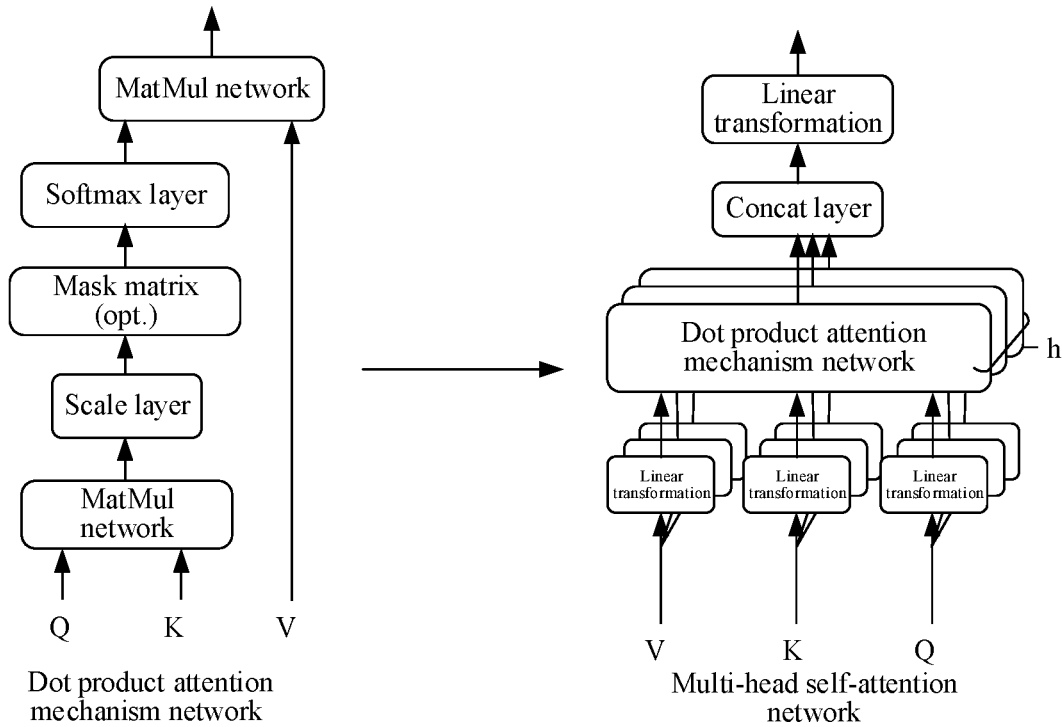 MatMul network
Softmax layer
Mask matrix
(opt.)
Scale layer
MatMul
network
Q
K
V
Dot product attention
mechanism network
Linear
transformation
Concat layer
Dot product attention
mechanism network
h
Linear
transformation
Linear
transformation
Linear
transformation
V
K
Q
Multi-head self-attention
network